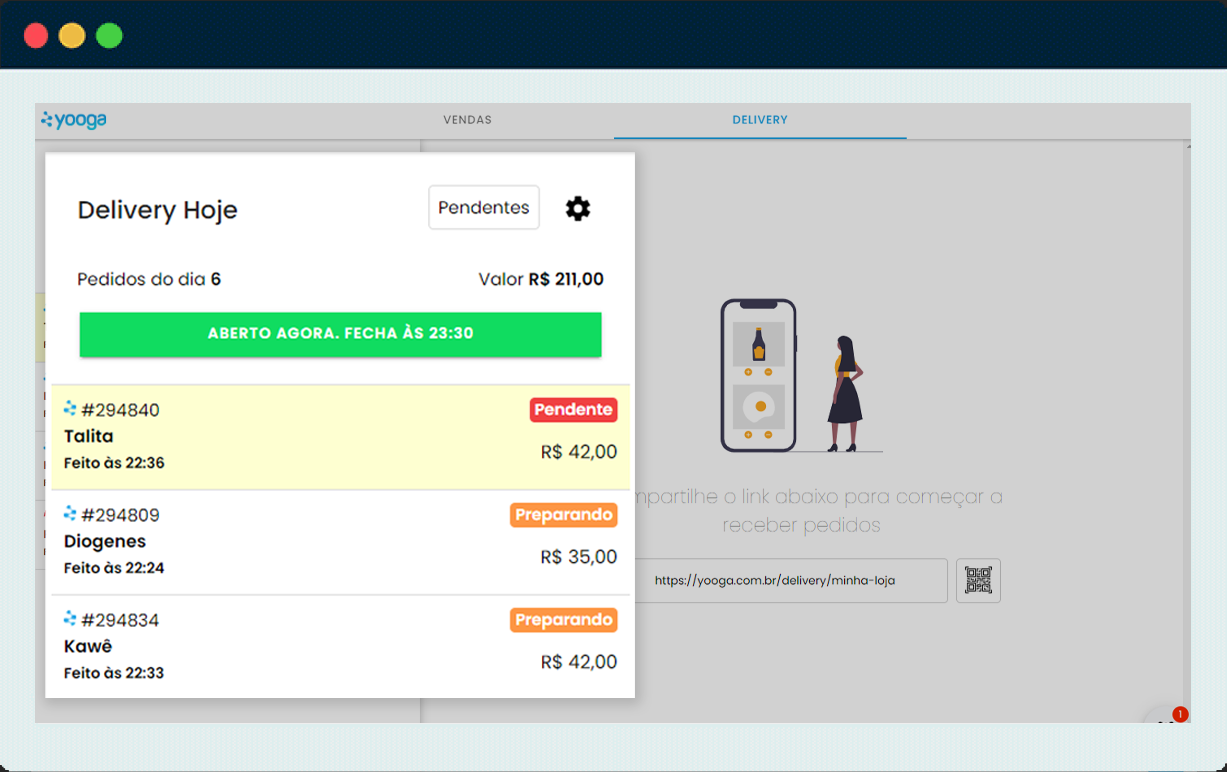 yooga
VENDAS
DELIVERY
Delivery Hoje
Pendentes
Pedidos do dia 6
Valor R$ 211,00
ABERTO AGORA. FECHA ÀS 23:30
#294840
Pendente
Talita
R$ 42,00
Feito às 22:36
#294809
Preparando
Diogenes
R$ 35,00
Feito às 22:24
#294834
Preparando
Kawê
R$ 42,00
Feito às 22:33
o link abaixo para começar a
receber pedidos
https://yooga.com.br/delivery/minha-loja
1